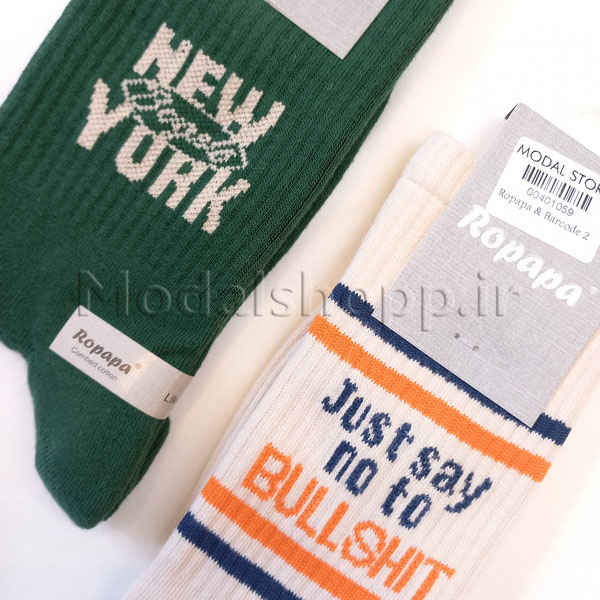 NEW
YORK
MODAL STOR
00401059
Ropapa & Barcode 2
Ropapa
Modalshopp.ir
Ropapa®
Combed cotton
Just say
no to
BULLSHIT